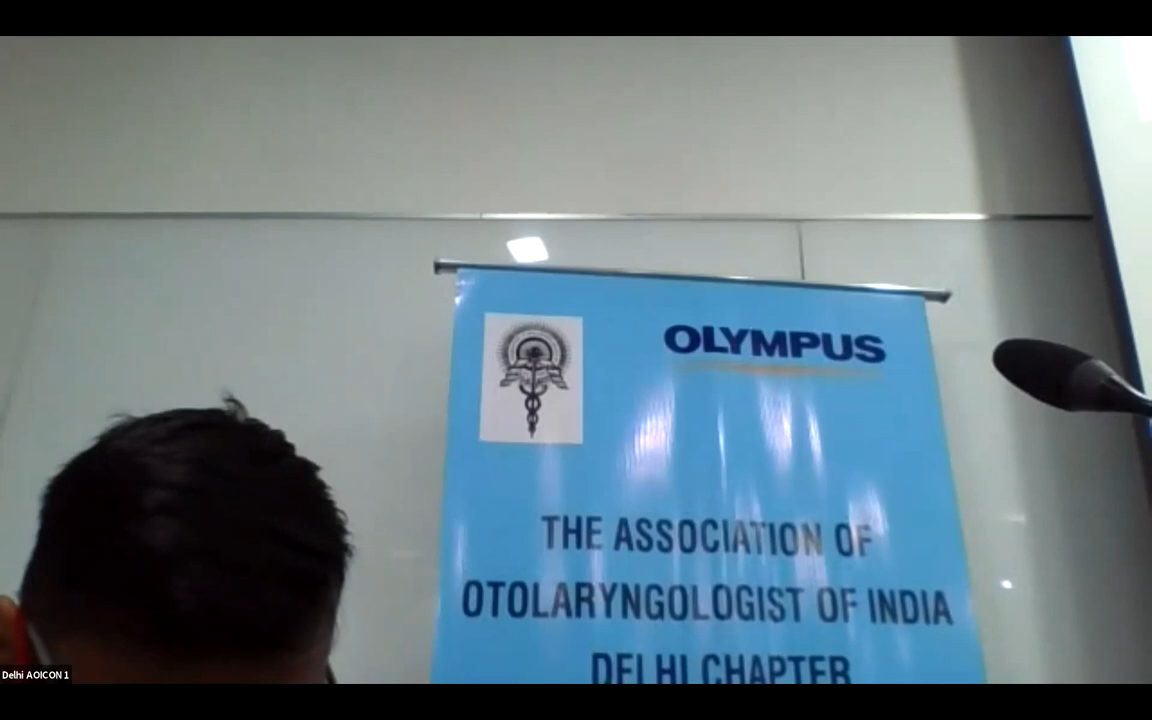 OLYMPUS
THE ASSOCIATION OF
OTOLARYNGOLOGIST OF INDIA
DELHI CHAPTER
Delhi AOICON 1